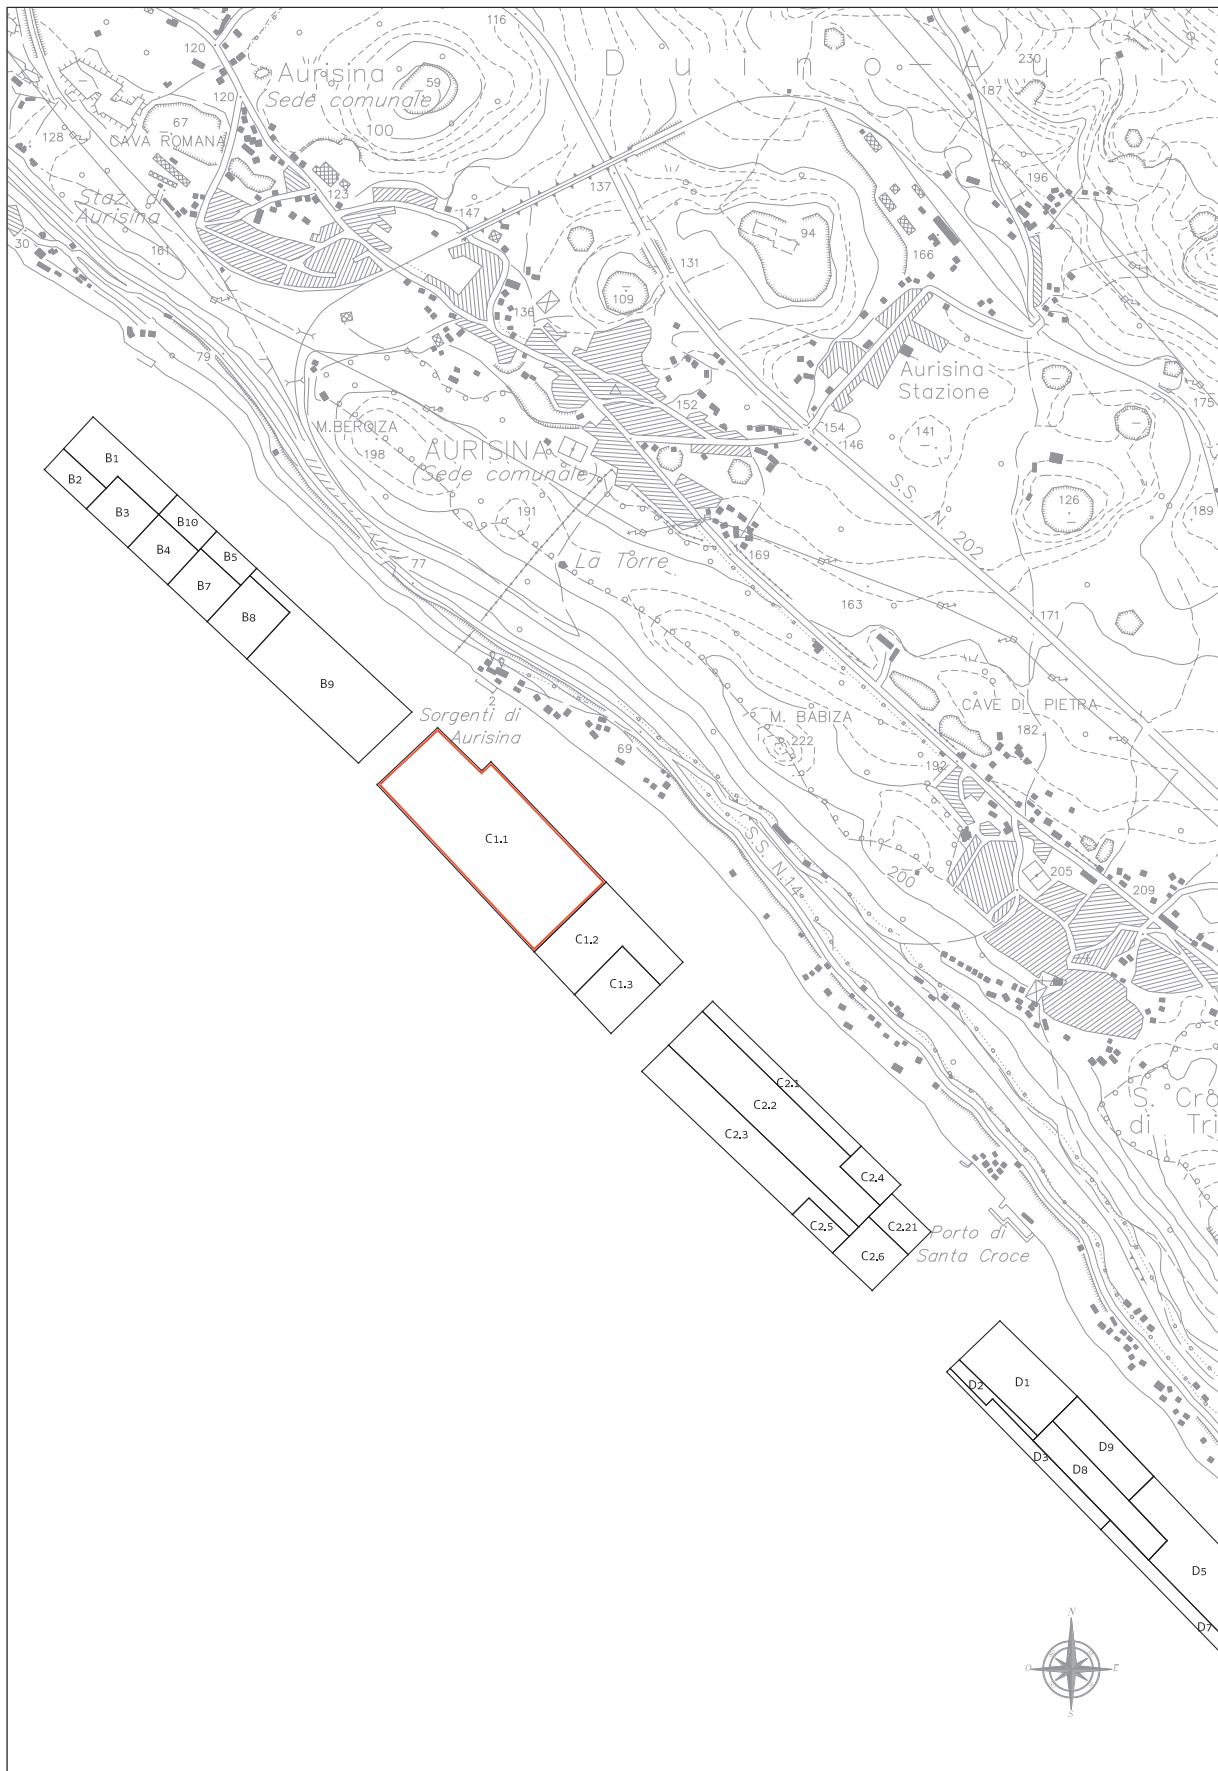 116
120
D u i n o – A u r i s
230
Aurisina
59
Sede comunale
187
120
67
100
128
CAVA ROMANA
137
196
Staz. di
Aurisina
123
147
94
30
161
131
166
109
136
79
Aurisina
Stazione
152
175
M.BEROIZA
154
141
198
AURISINA
(Sede comunale)
146
B1
S.S. N 202
126
B2
191
189
B3
B10
B4
B5
169
77
La Torre
B7
163
171
B8
B9
2
CAVE DI PIETRA
Sorgenti di
Aurisina
M. BABIZA
182
222
69
192
C1.1
S.S. N.14
200
205
209
C1.2
C1.3
C2.1
S. Cro
di Tri
C2.2
C2.3
C2.4
C2.5
C2.21
Porto di
Santa Croce
C2.6
D1
D2
D9
D3
D8
D5
N
D7
O
E
S